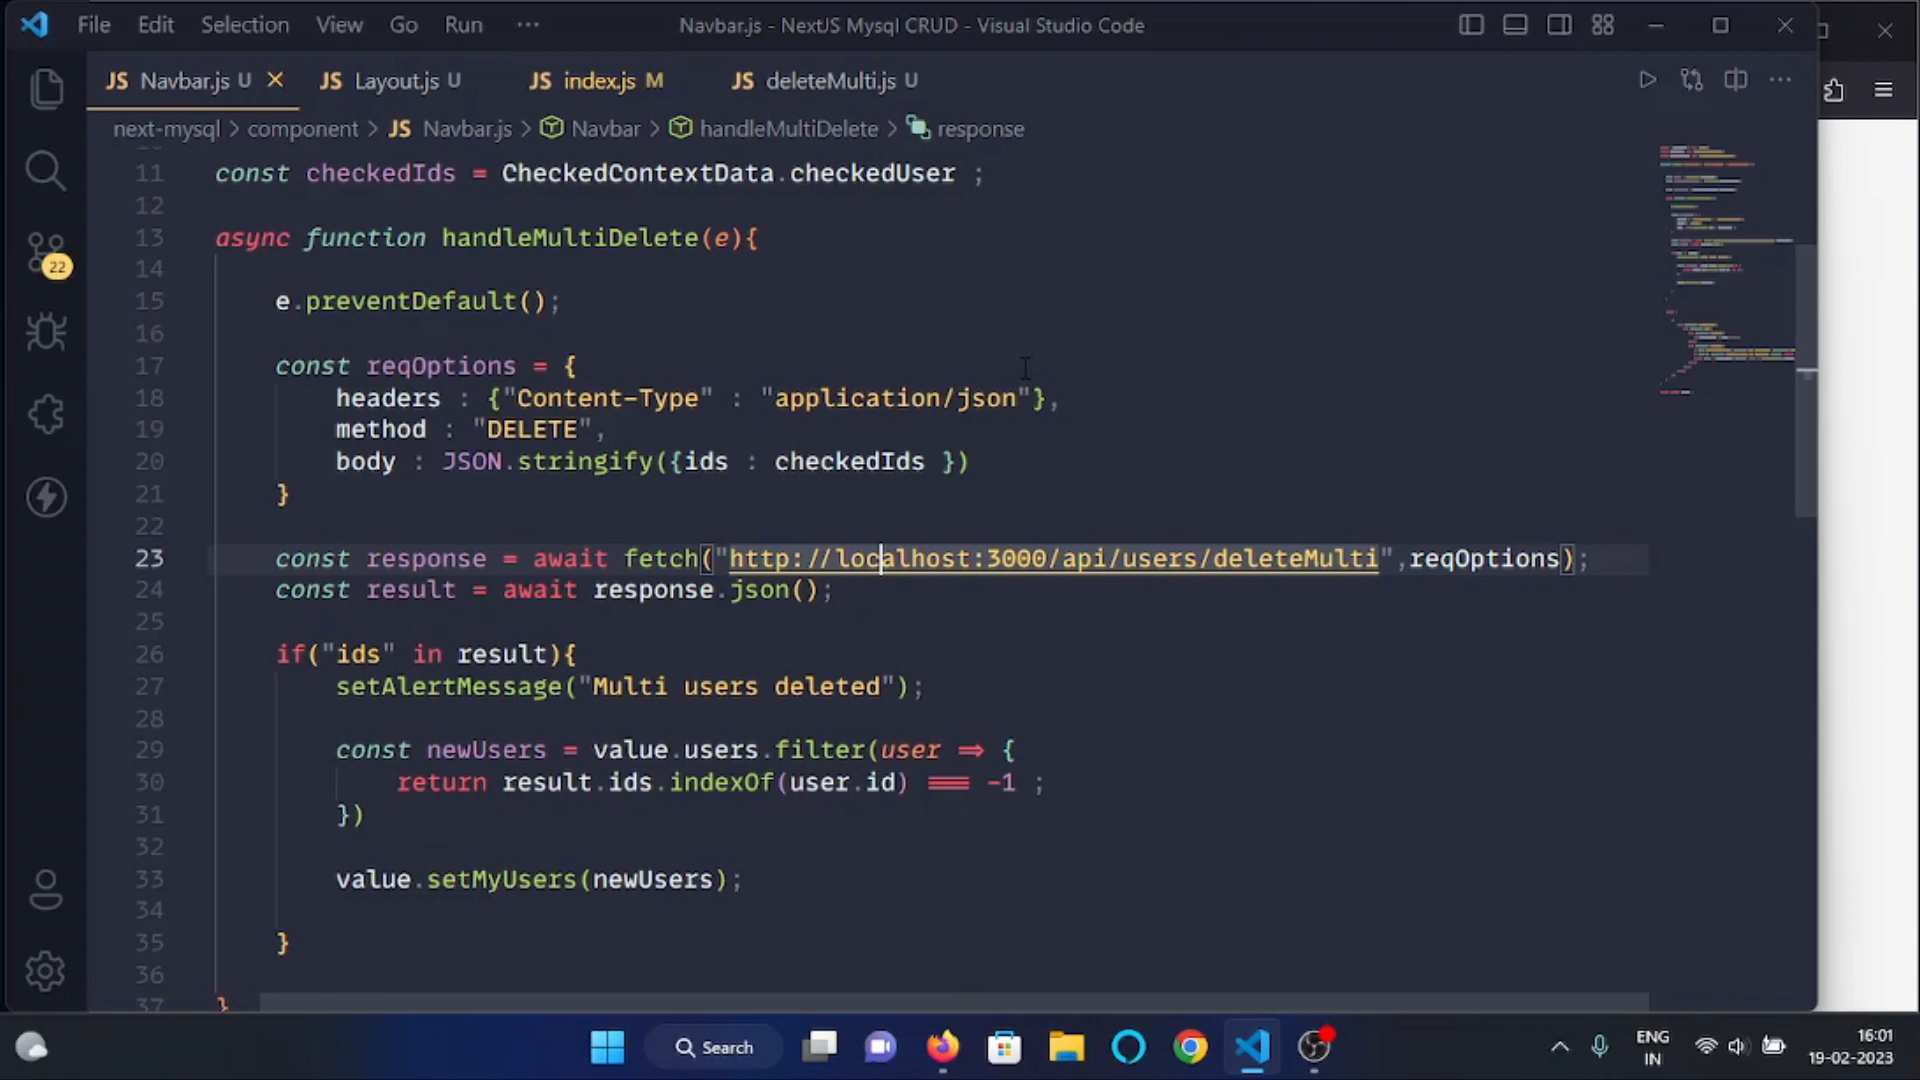 File Edit Selection View Go Run ··· Navbar.js - NextJS Mysql CRUD - Visual Studio Code
JS Navbar.js U JS Layout.js U JS index.js M JS deleteMulti.js U
next-mysql > component > JS Navbar.js > Navbar > handleMultiDelete > response
11 const checkedIds = CheckedContextData.checkedUser ;
12
13 async function handleMultiDelete(e){
14
15 e.preventDefault();
16
17 const reqOptions = {
18 headers : {"Content-Type" : "application/json"},
19 method : "DELETE",
20 body : JSON.stringify({ids : checkedIds })
21 }
22
23 const response = await fetch("http://localhost:3000/api/users/deleteMulti",reqOptions);
24 const result = await response.json();
25
26 if("ids" in result){
27 setAlertMessage("Multi users deleted");
28
29 const newUsers = value.users.filter(user => {
30 return result.ids.indexOf(user.id) === -1 ;
31 })
32
33 value.setMyUsers(newUsers);
34
35 }
36
37 }
22
Search
ENG
IN
16:01
19-02-2023